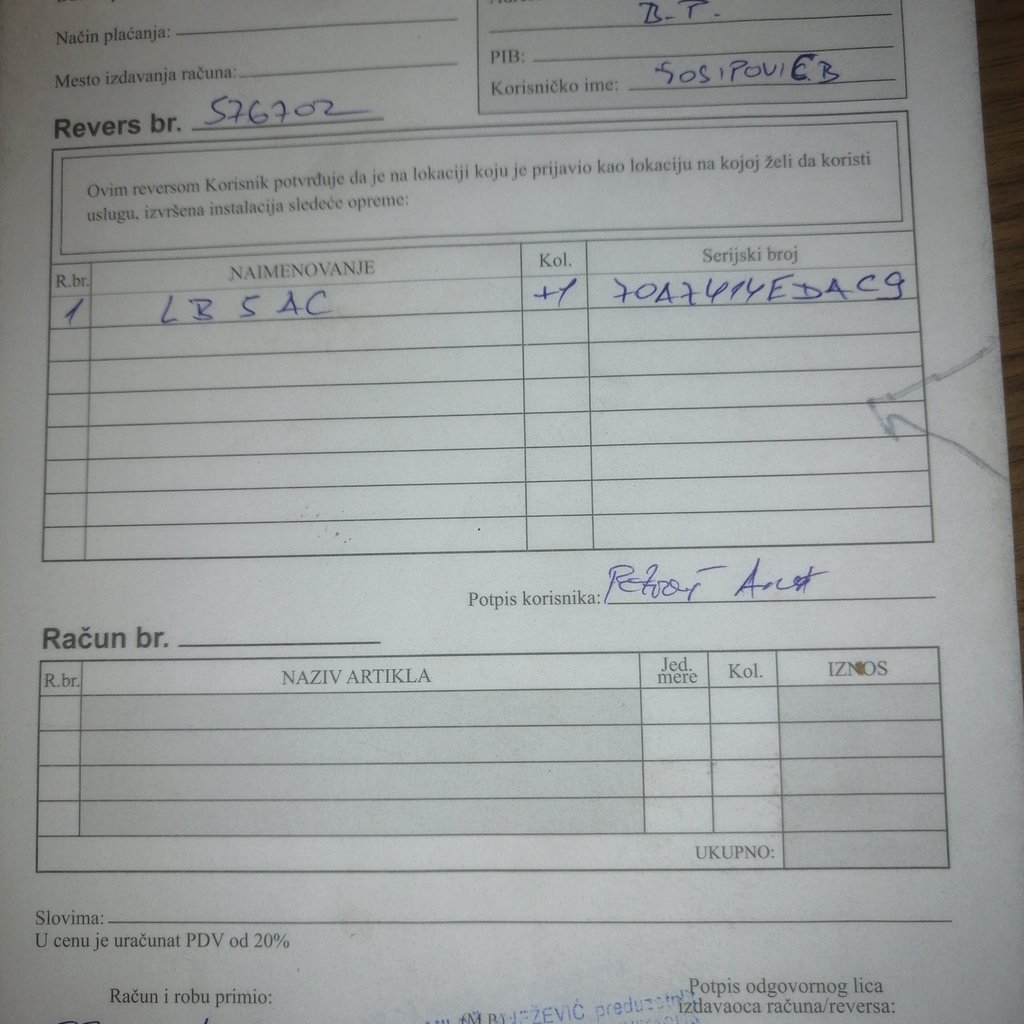 B.P.
Način plaćanja:
PIB:
Mesto izdavanja računa:
Korisničko ime: SOSIPOVIEB
Revers br. 576702
Ovim reversom Korisnik potvrđuje da je na lokaciji koju je prijavio kao lokaciju na kojoj želi da koristi
uslugu, izvršena instalacija sledeće opreme:
R.br. NAIMENOVANJE Kol. Serijski broj
1 LB 5 AC +1 70A7414EDAC9
Potpis korisnika:
Račun br.
R.br. NAZIV ARTIKLA Jed. mere Kol. IZNOS
UKUPNO:
Slovima:
U cenu je uračunat PDV od 20%
Račun i robu primio:
Potpis odgovornog lica
izdavaoca računa/reversa:
(M.P.)